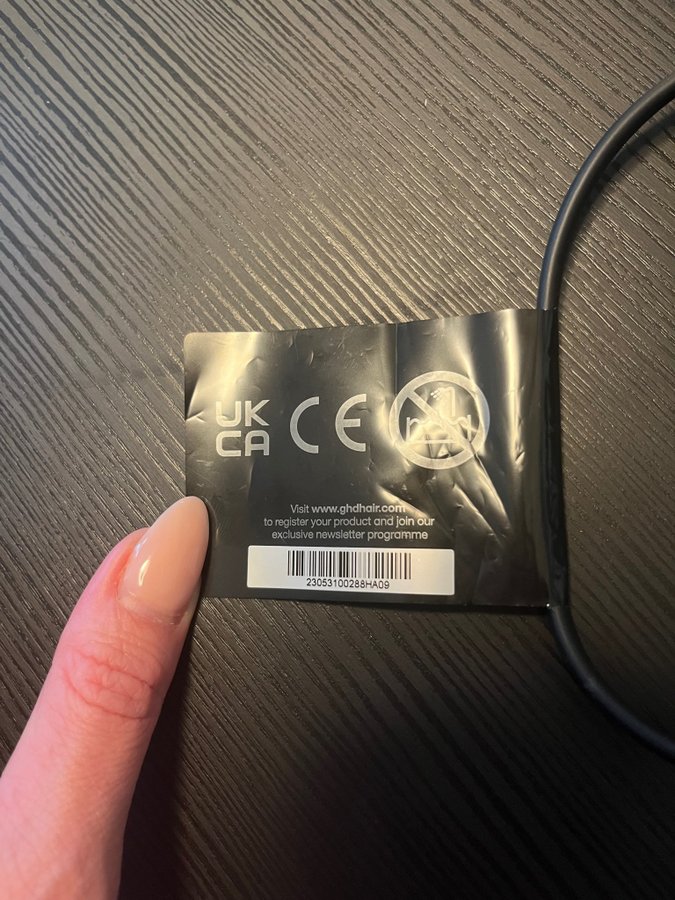 UK
CA
CE
Visit www.ghdhair.com
to register your product and join our
exclusive newsletter programme
23053100288HA09